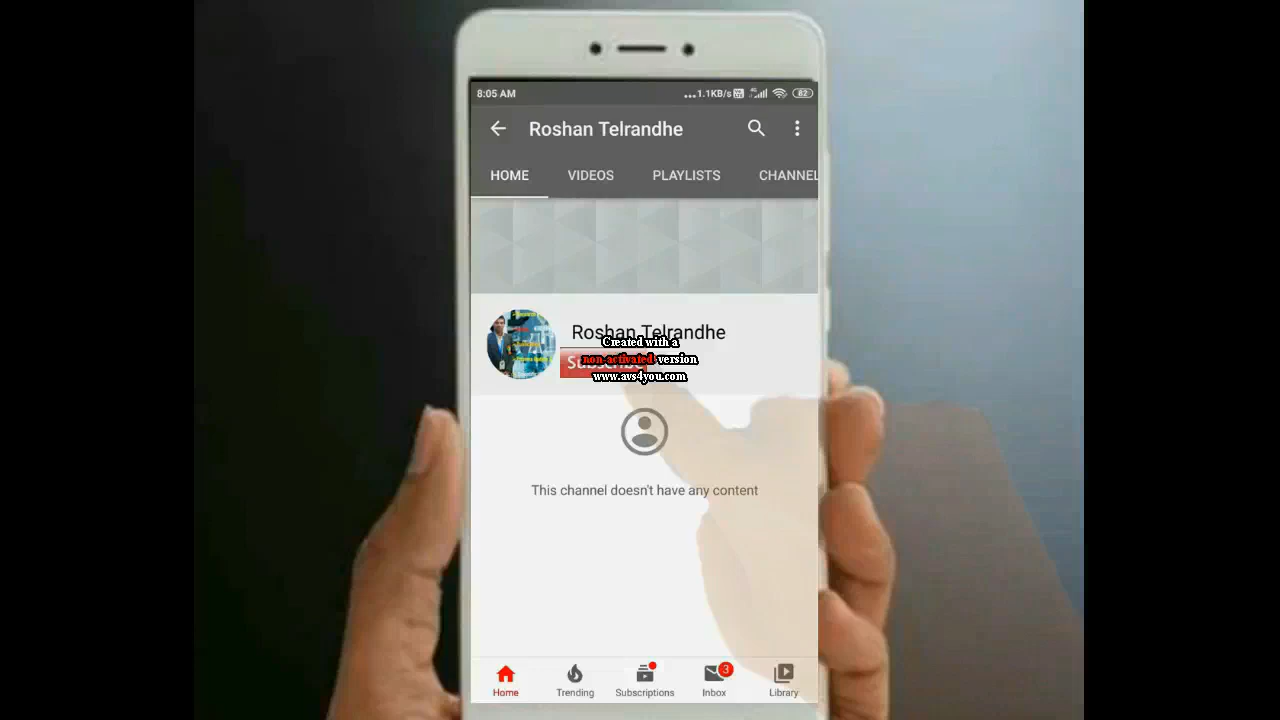 8:05 AM ...1.1KB/s 82
Roshan Telrandhe
HOME VIDEOS PLAYLISTS CHANNEL
Roshan Telrandhe
Subscribe
Created with a
non-activated version
www.avs4you.com
This channel doesn't have any content
3
Home Trending Subscriptions Inbox Library